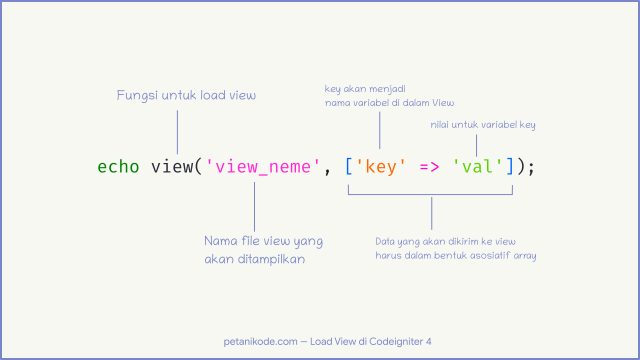 Fungsi untuk load view
key akan menjadi
nama variabel di dalam View
nilai untuk variabel key
echo view('view_neme', ['key' => 'val']);
Nama file view yang
akan ditampilkan
Data yang akan dikirim ke view
harus dalam bentuk asosiatif array
petanikode.com — Load View di Codeigniter 4